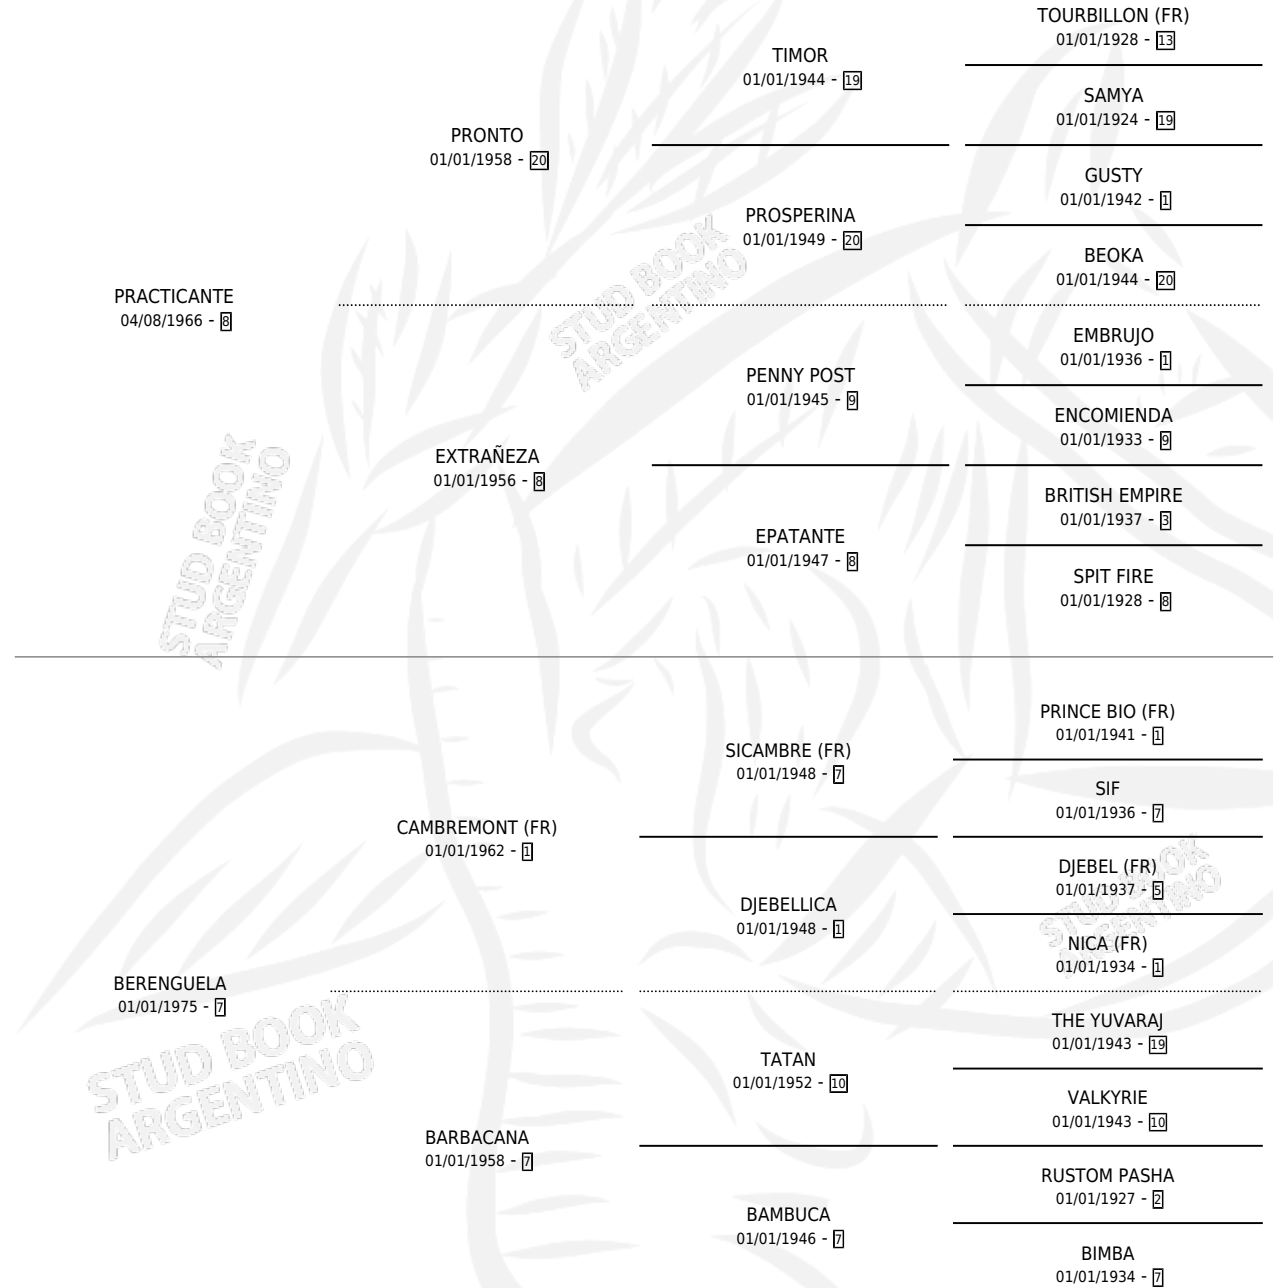 TOURBILLON (FR)
01/01/1928 - 13
TIMOR
01/01/1944 - 19
SAMYA
01/01/1924 - 19
PRONTO
01/01/1958 - 20
GUSTY
01/01/1942 - 1
PROSPERINA
01/01/1949 - 20
BEOKA
01/01/1944 - 20
PRACTICANTE
04/08/1966 - 8
EMBRUJO
01/01/1936 - 1
PENNY POST
01/01/1945 - 9
ENCOMIENDA
01/01/1933 - 9
EXTRAÑEZA
01/01/1956 - 8
BRITISH EMPIRE
01/01/1937 - 3
EPATANTE
01/01/1947 - 8
SPIT FIRE
01/01/1928 - 8
PRINCE BIO (FR)
01/01/1941 - 1
SICAMBRE (FR)
01/01/1948 - 7
SIF
01/01/1936 - 7
CAMBREMONT (FR)
01/01/1962 - 1
DJEBEL (FR)
01/01/1937 - 5
DJEBELLICA
01/01/1948 - 1
NICA (FR)
01/01/1934 - 1
BERENGUELA
01/01/1975 - 7
THE YUVARAJ
01/01/1943 - 19
TATAN
01/01/1952 - 10
VALKYRIE
01/01/1943 - 10
BARBACANA
01/01/1958 - 7
RUSTOM PASHA
01/01/1927 - 2
BAMBUCA
01/01/1946 - 7
BIMBA
01/01/1934 - 7
STUD BOOK
ARGENTINO
STUD BOOK
ARGENTINO
STUD BOOK
ARGENTINO
STUD BOOK
ARGENTINO